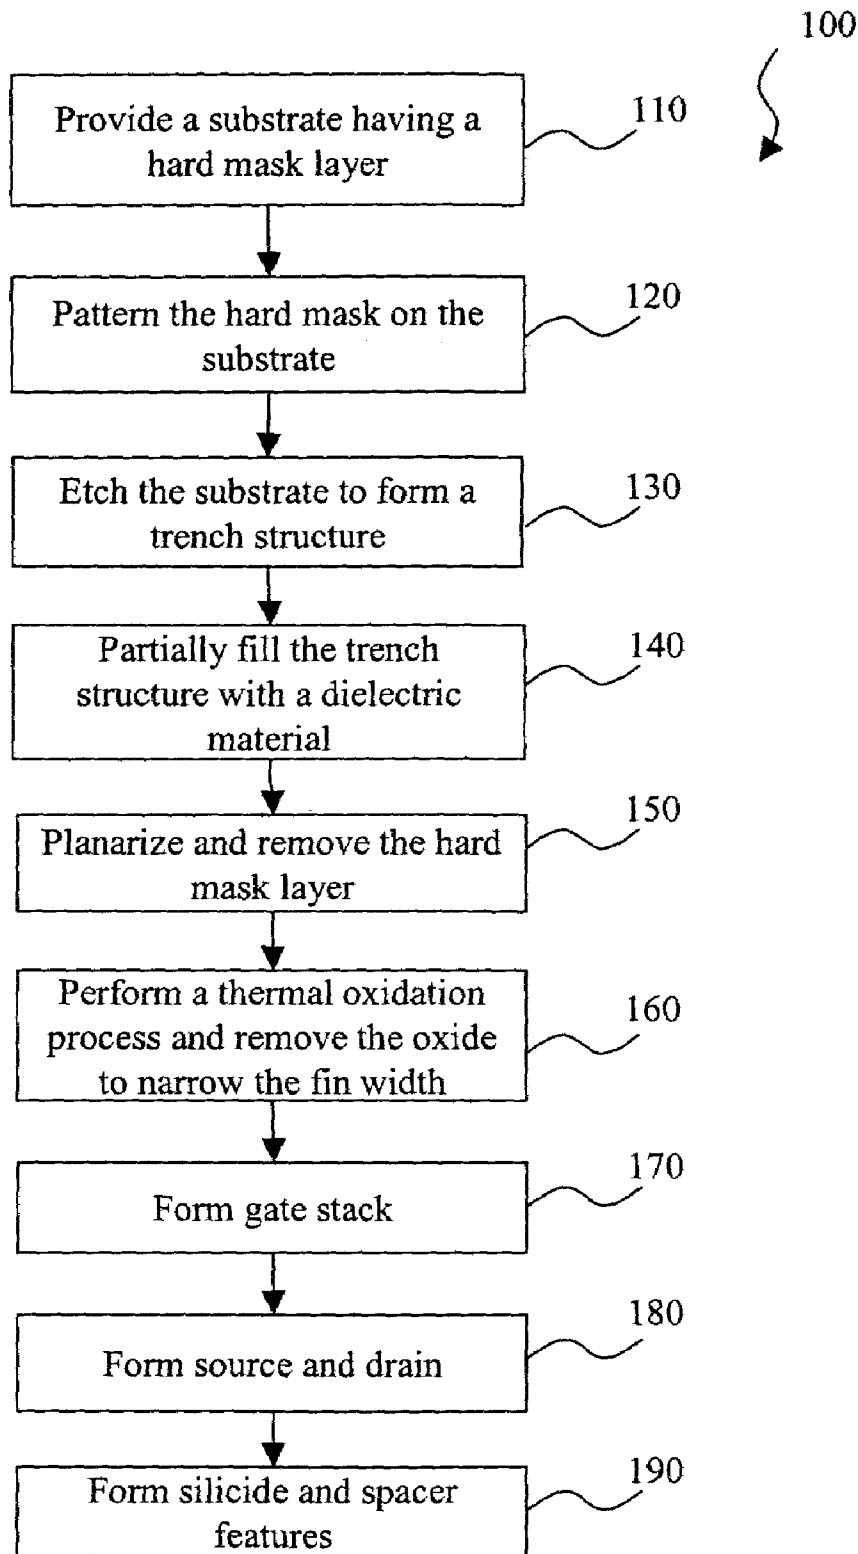 100
Provide a substrate having a
hard mask layer
110
Pattern the hard mask on the
substrate
120
Etch the substrate to form a
trench structure
130
Partially fill the trench
structure with a dielectric
material
140
Planarize and remove the hard
mask layer
150
Perform a thermal oxidation
process and remove the oxide
to narrow the fin width
160
Form gate stack
170
Form source and drain
180
Form silicide and spacer
features
190